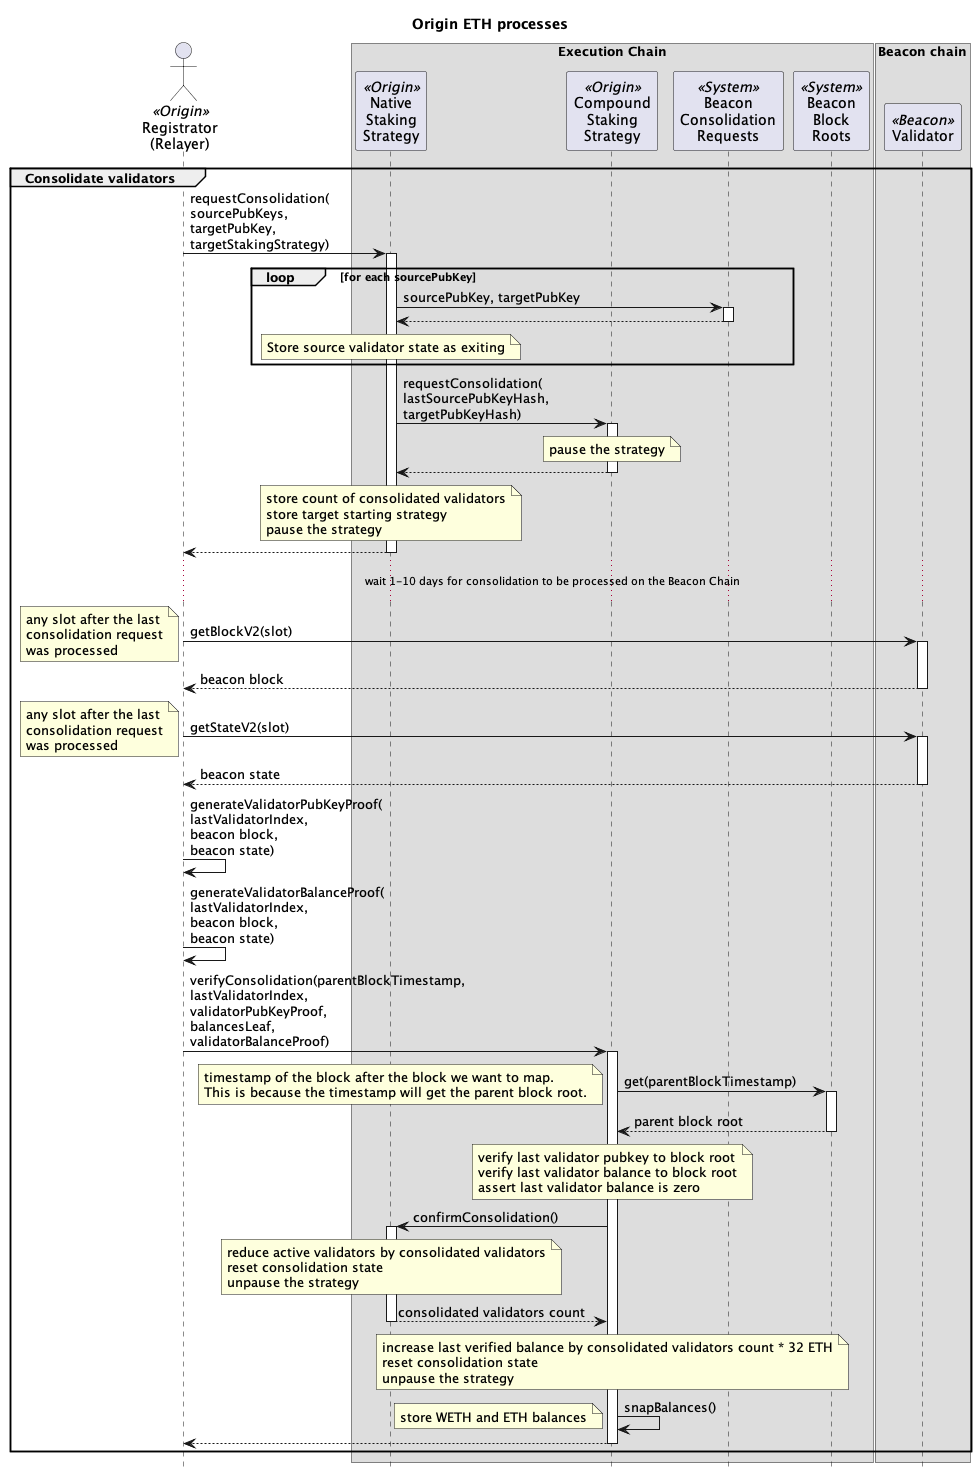 Origin ETH processes
Execution Chain
Beacon chain
«Origin»
Registrator
(Relayer)
«Origin»
Native
Staking
Strategy
«Origin»
Compound
Staking
Strategy
«System»
Beacon
Consolidation
Requests
«System»
Beacon
Block
Roots
«Beacon»
Validator
Consolidate validators
requestConsolidation(
sourcePubKeys,
targetPubKey,
targetStakingStrategy)
loop
[for each sourcePubKey]
sourcePubKey, targetPubKey
Store source validator state as exiting
requestConsolidation(
lastSourcePubKeyHash,
targetPubKeyHash)
pause the strategy
store count of consolidated validators
store target starting strategy
pause the strategy
wait 1-10 days for consolidation to be processed on the Beacon Chain
any slot after the last
consolidation request
was processed
getBlockV2(slot)
beacon block
any slot after the last
consolidation request
was processed
getStateV2(slot)
beacon state
generateValidatorPubKeyProof(
lastValidatorIndex,
beacon block,
beacon state)
generateValidatorBalanceProof(
lastValidatorIndex,
beacon block,
beacon state)
verifyConsolidation(parentBlockTimestamp,
lastValidatorIndex,
validatorPubKeyProof,
balancesLeaf,
validatorBalanceProof)
timestamp of the block after the block we want to map.
This is because the timestamp will get the parent block root.
get(parentBlockTimestamp)
parent block root
verify last validator pubkey to block root
verify last validator balance to block root
assert last validator balance is zero
confirmConsolidation()
reduce active validators by consolidated validators
reset consolidation state
unpause the strategy
consolidated validators count
increase last verified balance by consolidated validators count * 32 ETH
reset consolidation state
unpause the strategy
store WETH and ETH balances
snapBalances()